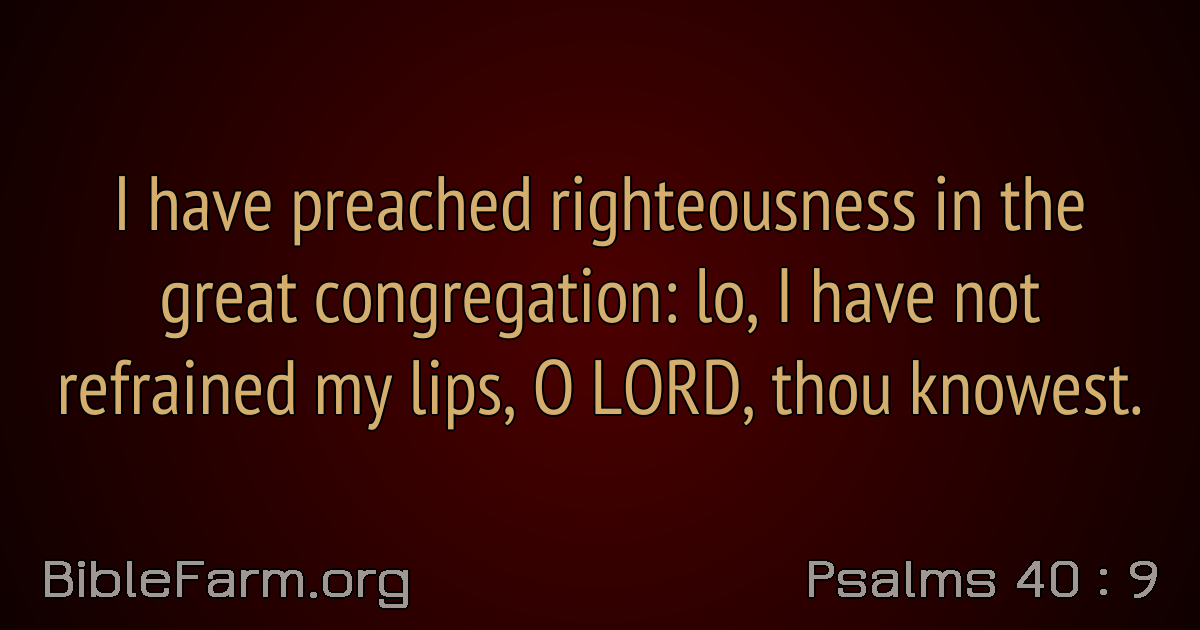 I have preached righteousness in the
great congregation: lo, I have not
refrained my lips, O LORD, thou knowest.
BibleFarm.org
Psalms 40 : 9